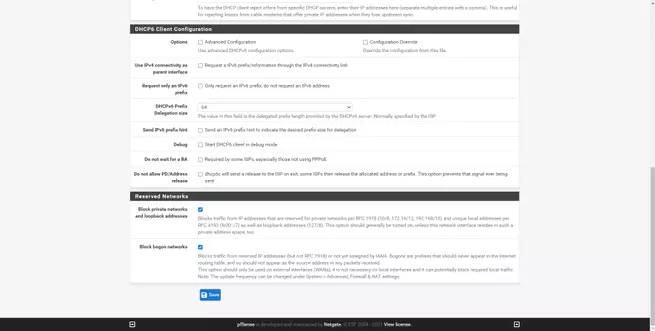 To have the DHCP client reject offers from specific DHCP servers, enter their IP addresses here (separate multiple entries with a comma). This is useful
for rejecting leases from cable modems that offer private IP addresses when they lose upstream sync.
DHCP6 Client Configuration
Options
Advanced Configuration
Configuration Override
Use advanced DHCPv6 configuration options.
Override the configuration from this file.
Use IPv4 connectivity as parent interface
Request a IPv6 prefix/information through the IPv4 connectivity link
Request only an IPv6 prefix
Only request an IPv6 prefix, do not request an IPv6 address
DHCPv6 Prefix Delegation size
64
The value in this field is the delegated prefix length provided by the DHCPv6 server. Normally specified by the ISP.
Send IPv6 prefix hint
Send an IPv6 prefix hint to indicate the desired prefix size for delegation
Debug
Start DHCP6 client in debug mode
Do not wait for a RA
Required by some ISPs, especially those not using PPPoE
Do not allow PD/Address release
dhcp6c will send a release to the ISP on exit, some ISPs then release the allocated address or prefix. This option prevents that signal ever being
sent
Reserved Networks
Block private networks and loopback addresses
Blocks traffic from IP addresses that are reserved for private networks per RFC 1918 (10/8, 172.16/12, 192.168/16) and unique local addresses per
RFC 4193 (fc00::/7) as well as loopback addresses (127/8). This option should generally be turned on, unless this network interface resides in such a
private address space, too.
Block bogon networks
Blocks traffic from reserved IP addresses (but not RFC 1918) or not yet assigned by IANA. Bogons are prefixes that should never appear in the Internet
routing table, and so should not appear as the source address in any packets received.
This option should only be used on external interfaces (WANs), it is not necessary on local interfaces and it can potentially block required local traffic.
Note: The update frequency can be changed under System > Advanced, Firewall & NAT settings.
Save
pfSense is developed and maintained by Netgate. © ESF 2004 - 2021 View license.